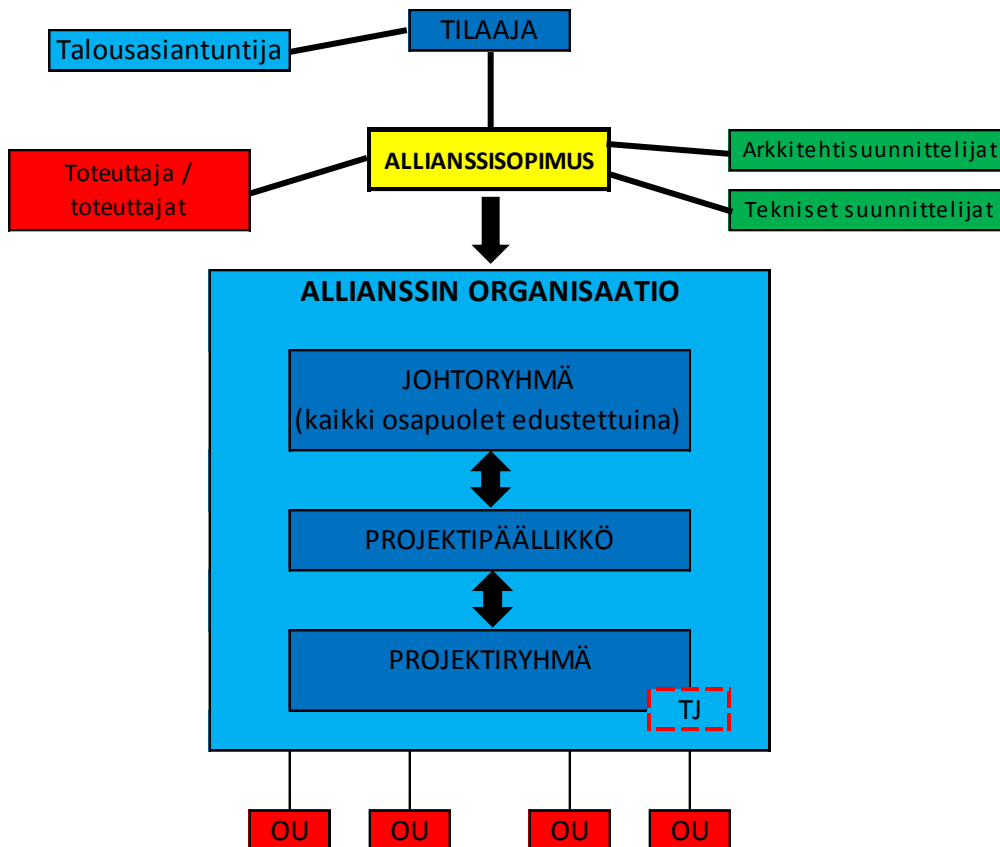 TILAAJA
Talousasiantuntija
ALLIANSSISOPIMUS
Arkkitehtisuunnittelijat
Toteuttaja /
toteuttajat
Tekniset suunnittelijat
ALLIANSSIN ORGANISAATIO
JOHTORYHMÄ
(kaikki osapuolet edustettuina)
PROJEKTIPÄÄLLIKKÖ
PROJEKTIRYHMÄ
TJ
OU OU OU OU